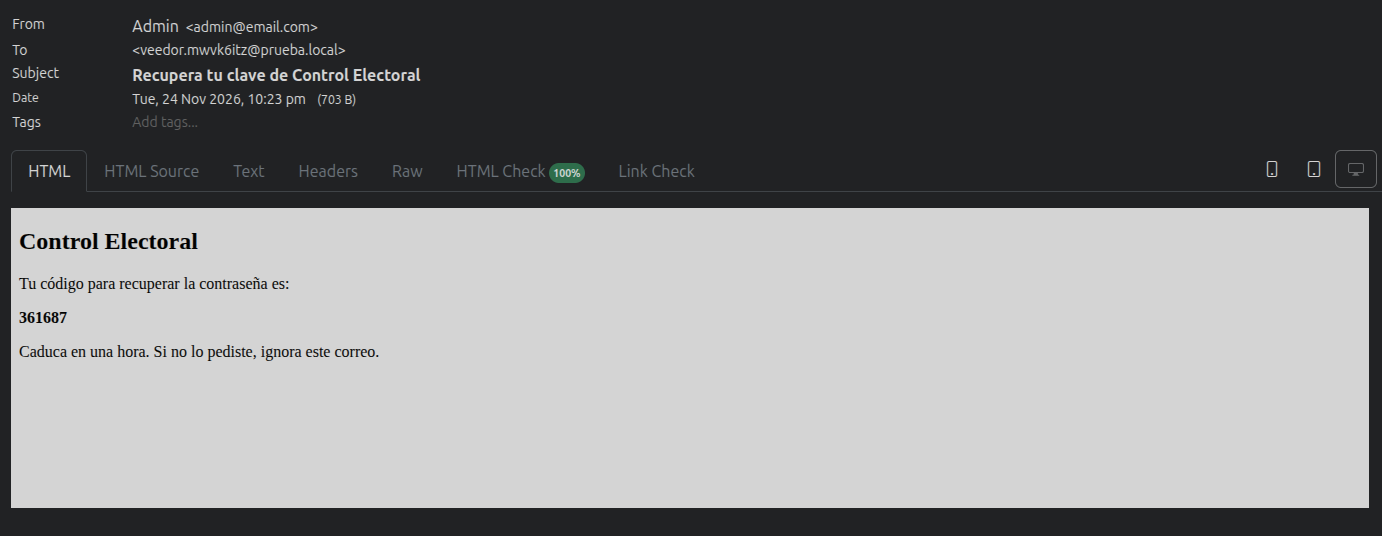 From Admin <admin@email.com>
To <veedor.mwvk6itz@prueba.local>
Subject Recupera tu clave de Control Electoral
Date Tue, 24 Nov 2026, 10:23 pm (703 B)
Tags Add tags...
HTML HTML Source Text Headers Raw HTML Check 100% Link Check
Control Electoral
Tu código para recuperar la contraseña es:
361687
Caduca en una hora. Si no lo pediste, ignora este correo.